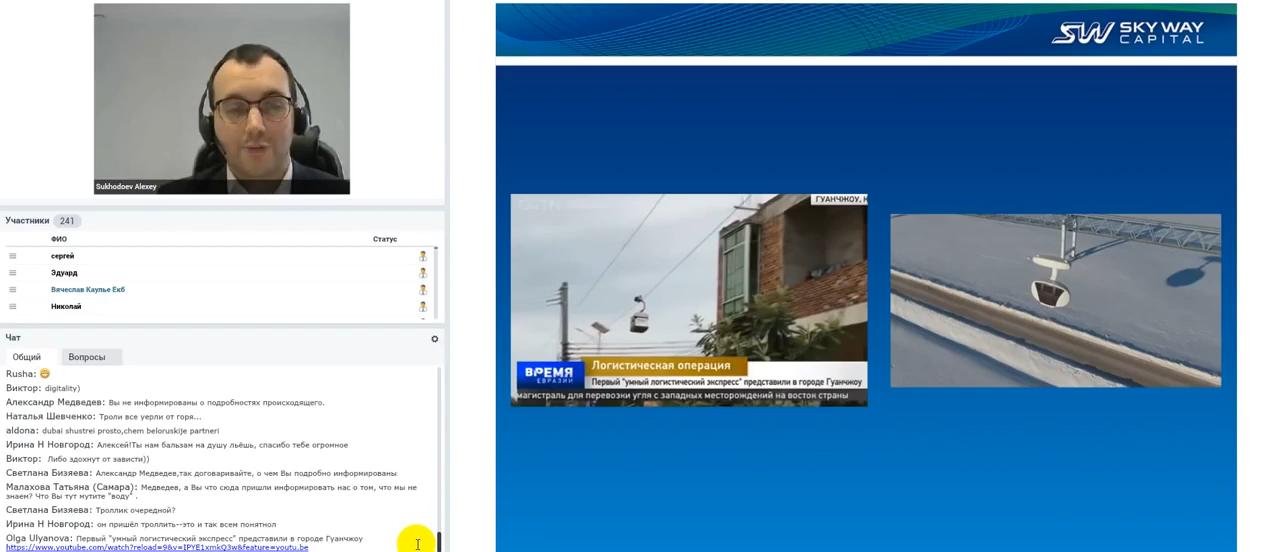 Sukhodoev Alexey
Участники 241
ФИО Статус
сергей
Эдуард
Вячеслав Каулье Екб
Николай
Чат
Общий Вопросы
Rusha:
Виктор: digitality)
Александр Медведев: Вы не информированы о подробностях происходящего.
Наталья Шевченко: Троли все уерли от горя...
aldona: dubai shustrei prosto,chem beloruskije partneri
Ирина Н Новгород: Алексей!Ты нам бальзам на душу льёшь, спасибо тебе огромное
Виктор: Либо здохнут от зависти))
Светлана Бизяева: Александр Медведев,так договаривайте, о чем Вы подробно информированы
Малахова Татьяна (Самара): Медведев, а Вы что сюда пришли информировать нас о том, что мы не
знаем? Что Вы тут мутите "воду" .
Светлана Бизяева: Троллик очередной?
Ирина Н Новгород: он пришёл троллить--это и так всем понятнол
Olga Ulyanova: Первый "умный логистический экспресс" представили в городе Гуанчжоу
https://www.youtube.com/watch?reload=9&v=IPYE1xmkQ3w&feature=youtu.be
SW SKY WAY
CAPITAL
ГУАНЧЖОУ, К
Логистическая операция
ВРЕМЯ
ЕВРАЗИИ
Первый "умный логистический экспресс" представили в городе Гуанчжоу
магистраль для перевозки угля с западных месторождений на восток страны